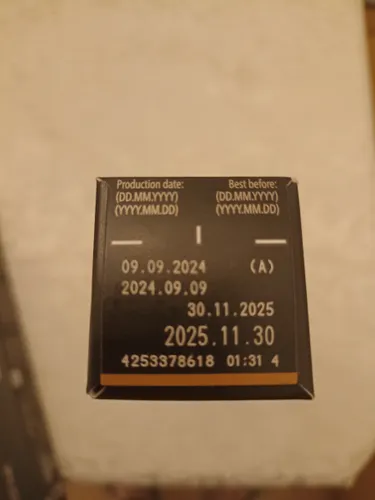 Production date: Best before:
(DD.MM.YYYY) (DD.MM.YYYY)
(YYYY.MM.DD) (YYYY.MM.DD)
09.09.2024 (A)
2024.09.09
30.11.2025
2025.11.30
4253378618 01:31 4